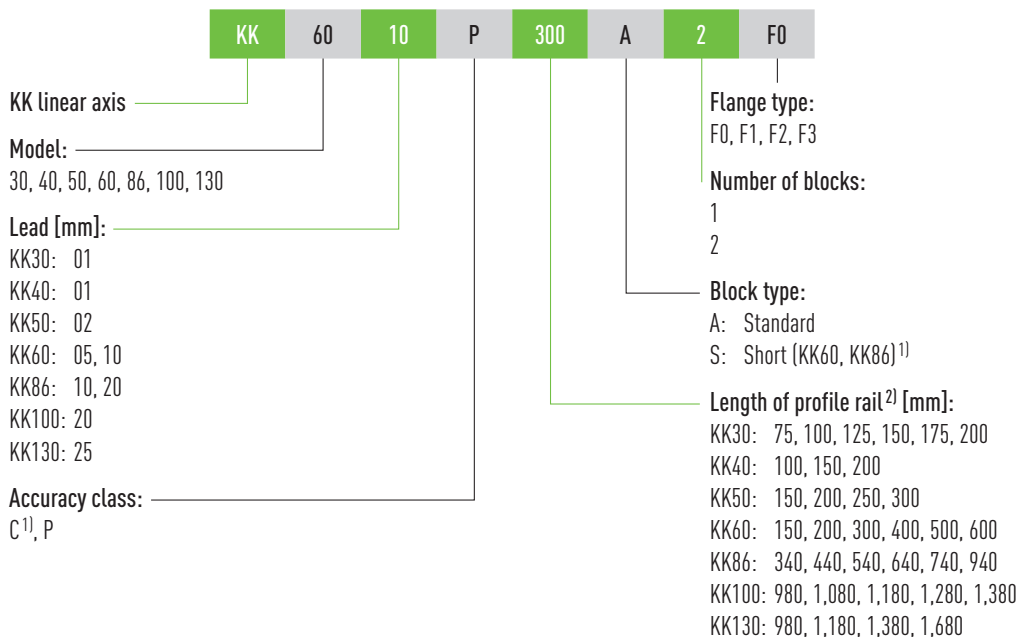 KK 60 10 P 300 A 2 F0
KK linear axis
Model:
30, 40, 50, 60, 86, 100, 130
Lead [mm]:
KK30: 01
KK40: 01
KK50: 02
KK60: 05, 10
KK86: 10, 20
KK100: 20
KK130: 25
Accuracy class:
C 1), P
Flange type:
F0, F1, F2, F3
Number of blocks:
1
2
Block type:
A: Standard
S: Short (KK60, KK86) 1)
Length of profile rail 2) [mm]:
KK30: 75, 100, 125, 150, 175, 200
KK40: 100, 150, 200
KK50: 150, 200, 250, 300
KK60: 150, 200, 300, 400, 500, 600
KK86: 340, 440, 540, 640, 740, 940
KK100: 980, 1,080, 1,180, 1,280, 1,380
KK130: 980, 1,180, 1,380, 1,680